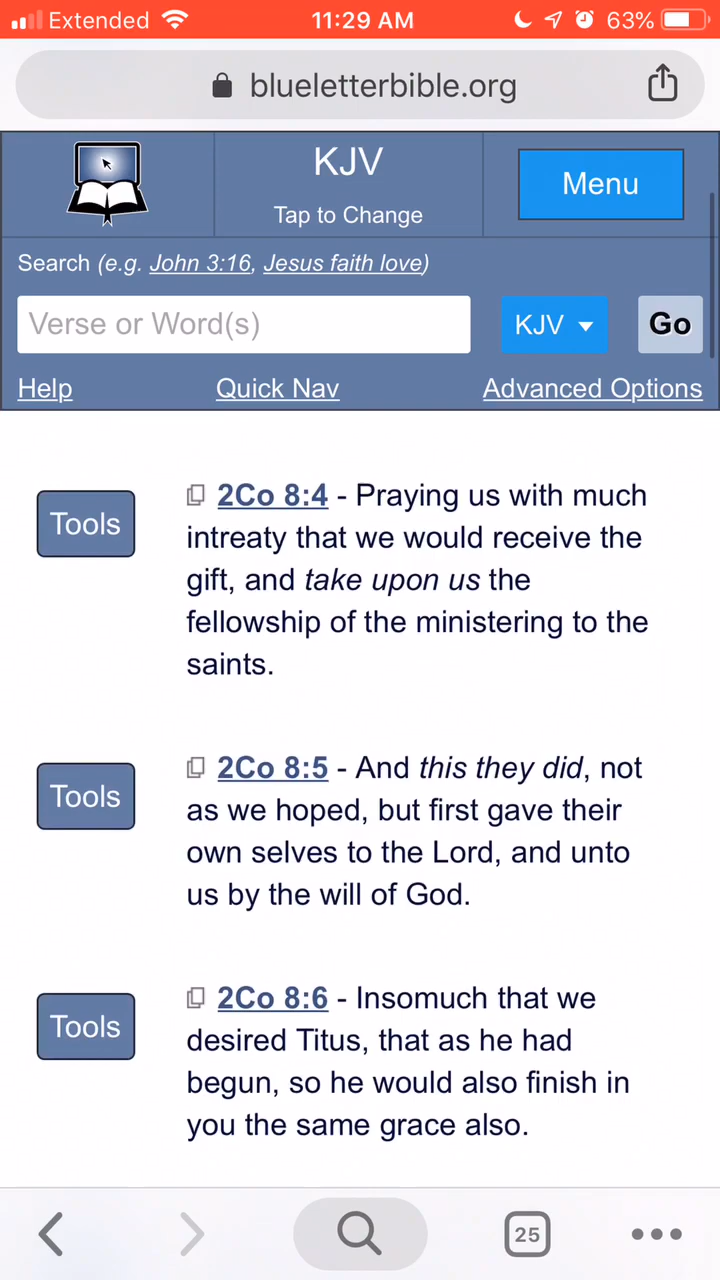 Extended 11:29 AM 63%
blueletterbible.org
KJV
Tap to Change
Menu
Search (e.g. John 3:16, Jesus faith love)
Verse or Word(s) KJV Go
Help Quick Nav Advanced Options
Tools
2Co 8:4 - Praying us with much
intreaty that we would receive the
gift, and take upon us the
fellowship of the ministering to the
saints.
Tools
2Co 8:5 - And this they did, not
as we hoped, but first gave their
own selves to the Lord, and unto
us by the will of God.
Tools
2Co 8:6 - Insomuch that we
desired Titus, that as he had
begun, so he would also finish in
you the same grace also.
25